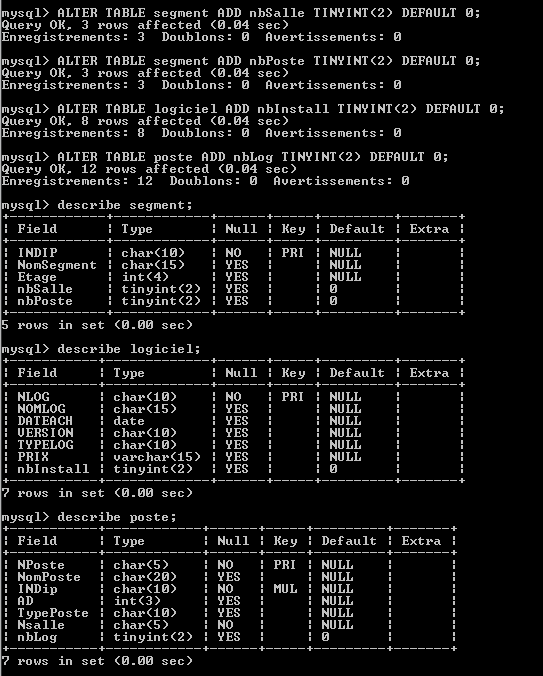 mysql> ALTER TABLE segment ADD nbSalle TINYINT(2) DEFAULT 0;
Query OK, 3 rows affected (0.04 sec)
Enregistrements: 3  Doublons: 0  Avertissements: 0

mysql> ALTER TABLE segment ADD nbPoste TINYINT(2) DEFAULT 0;
Query OK, 3 rows affected (0.04 sec)
Enregistrements: 3  Doublons: 0  Avertissements: 0

mysql> ALTER TABLE logiciel ADD nbInstall TINYINT(2) DEFAULT 0;
Query OK, 8 rows affected (0.04 sec)
Enregistrements: 8  Doublons: 0  Avertissements: 0

mysql> ALTER TABLE poste ADD nbLog TINYINT(2) DEFAULT 0;
Query OK, 12 rows affected (0.04 sec)
Enregistrements: 12  Doublons: 0  Avertissements: 0

mysql> describe segment;
+------------+------------+------+-----+---------+-------+
| Field      | Type       | Null | Key | Default | Extra |
+------------+------------+------+-----+---------+-------+
| INDIP      | char(10)   | NO   | PRI | NULL    |       |
| NomSegment | char(15)   | YES  |     | NULL    |       |
| Etage      | int(4)     | YES  |     | NULL    |       |
| nbSalle    | tinyint(2) | YES  |     | 0       |       |
| nbPoste    | tinyint(2) | YES  |     | 0       |       |
+------------+------------+------+-----+---------+-------+
5 rows in set (0.00 sec)

mysql> describe logiciel;
+-----------+-------------+------+-----+---------+-------+
| Field     | Type        | Null | Key | Default | Extra |
+-----------+-------------+------+-----+---------+-------+
| NLOG      | char(10)    | NO   | PRI | NULL    |       |
| NOMLOG    | char(15)    | YES  |     | NULL    |       |
| DATEACH   | date        | YES  |     | NULL    |       |
| VERSION   | char(10)    | YES  |     | NULL    |       |
| TYPELOG   | char(10)    | YES  |     | NULL    |       |
| PRIX      | varchar(15) | YES  |     | NULL    |       |
| nbInstall | tinyint(2)  | YES  |     | 0       |       |
+-----------+-------------+------+-----+---------+-------+
7 rows in set (0.00 sec)

mysql> describe poste;
+-----------+------------+------+-----+---------+-------+
| Field     | Type       | Null | Key | Default | Extra |
+-----------+------------+------+-----+---------+-------+
| NPoste    | char(5)    | NO   | PRI | NULL    |       |
| NomPoste  | char(20)   | YES  |     | NULL    |       |
| INDip     | char(10)   | NO   | MUL | NULL    |       |
| AD        | int(3)     | YES  |     | NULL    |       |
| TypePoste | char(10)   | YES  |     | NULL    |       |
| Nsalle    | char(5)    | NO   |     | NULL    |       |
| nbLog     | tinyint(2) | YES  |     | 0       |       |
+-----------+------------+------+-----+---------+-------+
7 rows in set (0.00 sec)